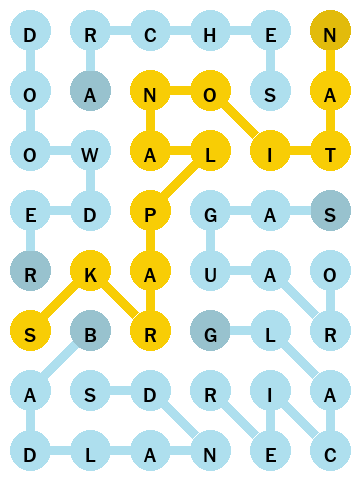 D R C H E N
O A N O S A
O W A L I T
E D P G A S
R K A U A O
S B R G L R
A S D R I A
D L A N E C